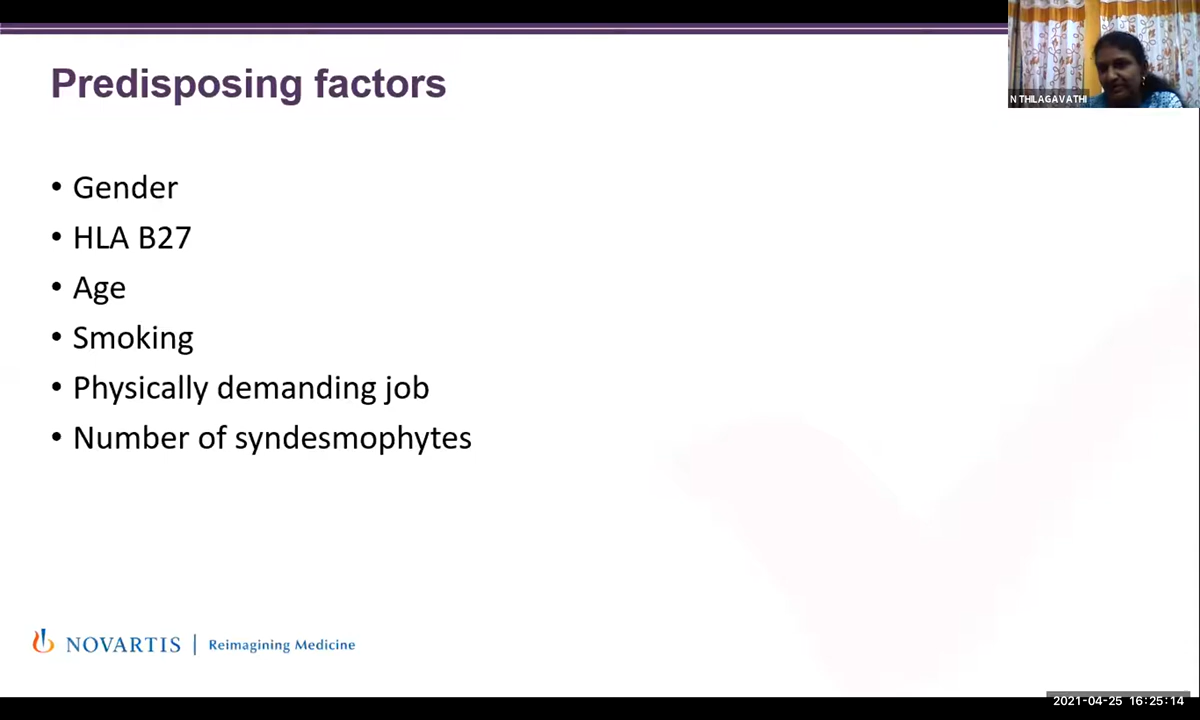 Predisposing factors
N THILAGAVATHI
• Gender
• HLA B27
• Age
• Smoking
• Physically demanding job
• Number of syndesmophytes
NOVARTIS | Reimagining Medicine
2021-04-25 16:25:14